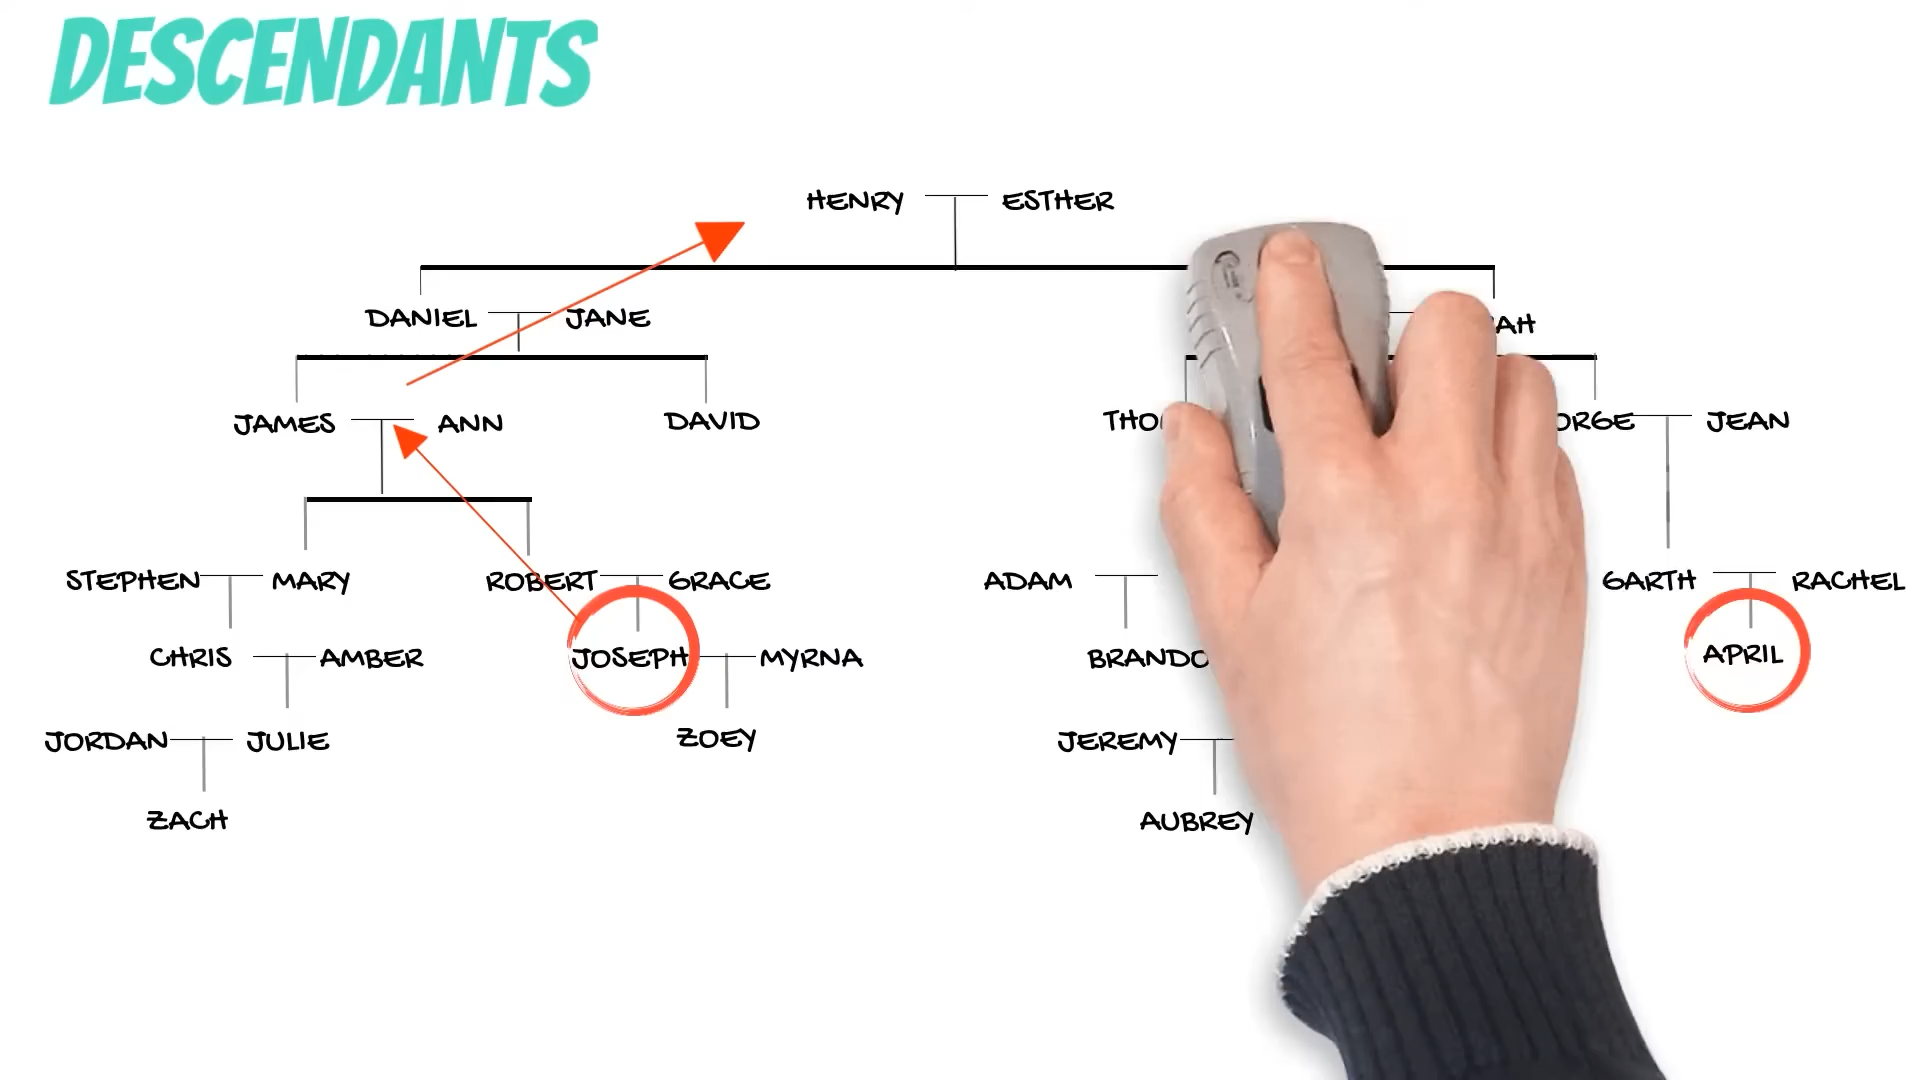 DESCENDANTS
HENRY ESTHER
DANIEL JANE
JAMES ANN DAVID JEAN
STEPHEN MARY ROBERT GRACE ADAM GARTH RACHEL
CHRIS AMBER JOSEPH MYRNA APRIL
JORDAN JULIE ZOEY JEREMY
ZACH AUBREY